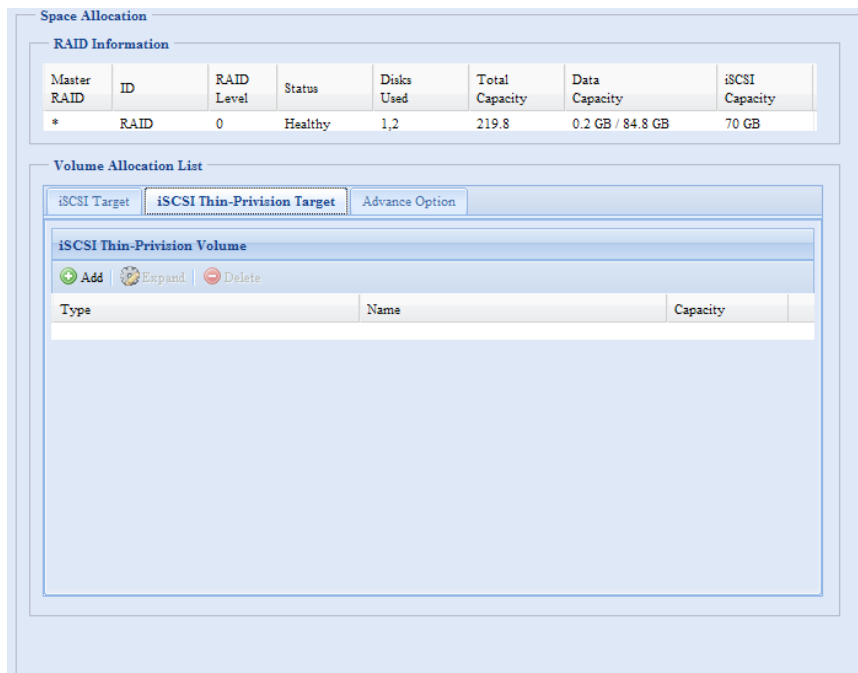 Space Allocation
RAID Information
Master RAID ID RAID Level Status Disks Used Total Capacity Data Capacity iSCSI Capacity
* RAID 0 Healthy 1,2 219.8 0.2 GB / 84.8 GB 70 GB
Volume Allocation List
iSCSI Target iSCSI Thin-Privision Target Advance Option
iSCSI Thin-Privision Volume
Add Expand Delete
Type Name Capacity